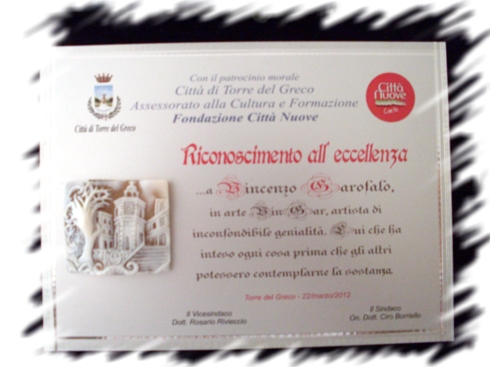 Con il patrocinio morale
Città di Torre del Greco
Assessorato alla Cultura e Formazione
Fondazione Città Nuove
Città di Torre del Greco
Città
Nuove
Riconoscimento all' eccellenza
...a Vincenzo Garofalo,
in arte Vin Gar, artista di
inconfondibile genialità. Lui che ha
inteso ogni cosa prima che gli altri
potessero contemplarne la sostanza.
Torre del Greco - 22/marzo/2012
Il Vicesindaco
Dott. Rosario Rivieccio
Il Sindaco
On. Dott. Ciro Borriello